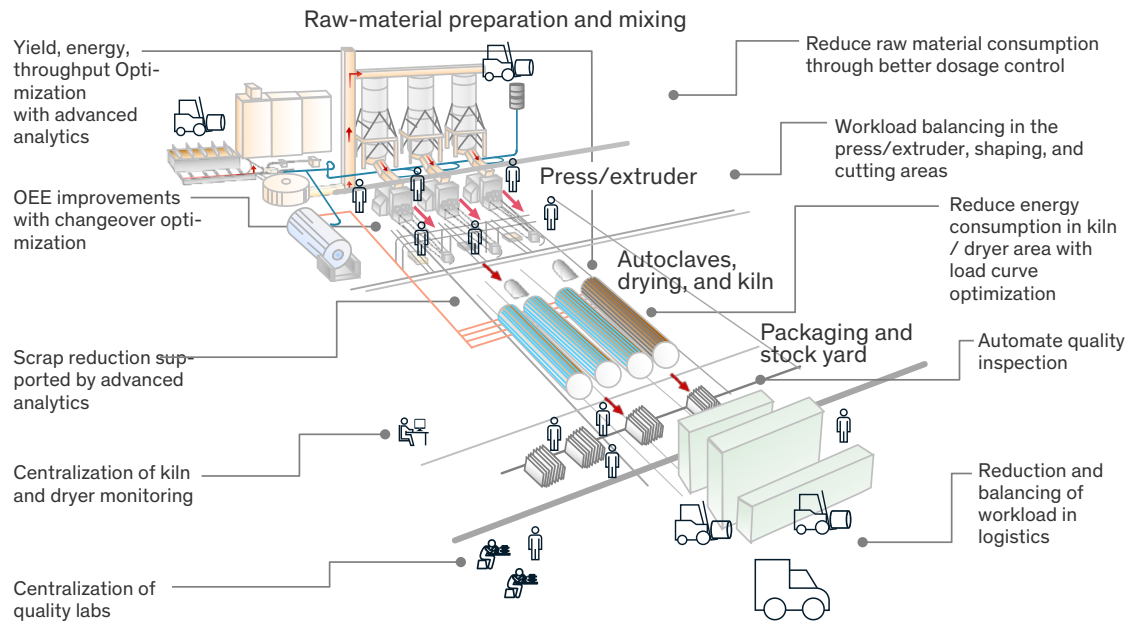 Raw-material preparation and mixing
Yield, energy,
throughput Opti-
mization
with advanced
analytics
OEE improvements
with changeover opti-
mization
Scrap reduction sup-
ported by advanced
analytics
Centralization of kiln
and dryer monitoring
Centralization of
quality labs
Press/extruder
Autoclaves,
drying, and kiln
Packaging and
stock yard
Reduce raw material consumption
through better dosage control
Workload balancing in the
press/extruder, shaping, and
cutting areas
Reduce energy
consumption in kiln
/ dryer area with
load curve
optimization
Automate quality
inspection
Reduction and
balancing of
workload in
logistics